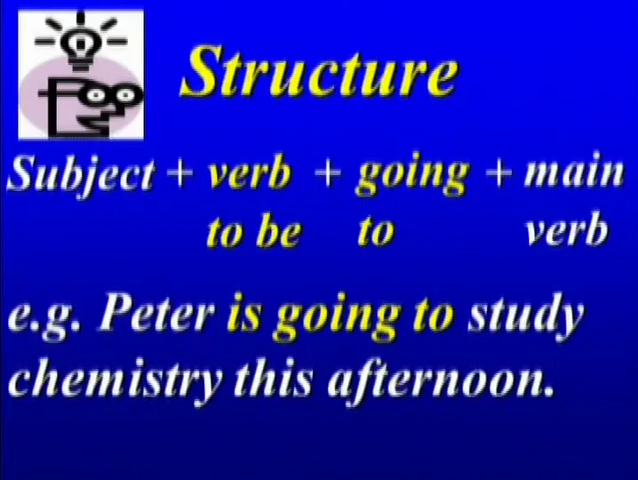 Structure
Subject + verb + going + main
to be to verb
e.g. Peter is going to study
chemistry this afternoon.